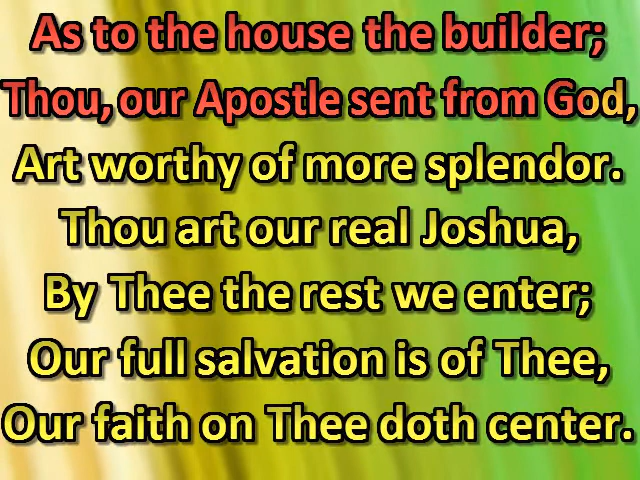 As to the house the builder;
Thou, our Apostle sent from God,
Art worthy of more splendor.
Thou art our real Joshua,
By Thee the rest we enter;
Our full salvation is of Thee,
Our faith on Thee doth center.